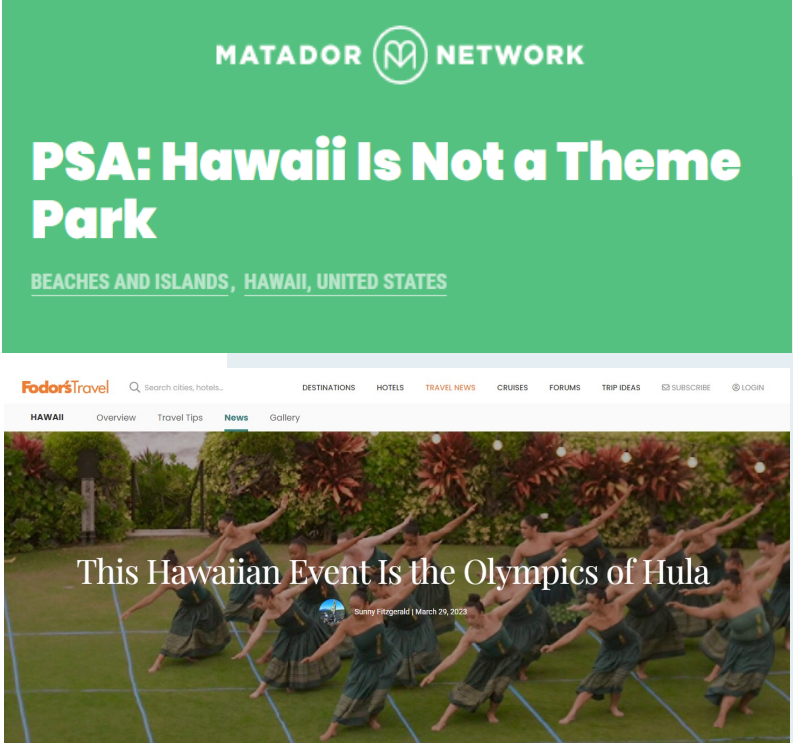 MATADOR NETWORK
PSA: Hawaii Is Not a Theme
Park
BEACHES AND ISLANDS, HAWAII, UNITED STATES
Fodor'sTravel Search cities, hotels... DESTINATIONS HOTELS TRAVEL NEWS CRUISES FORUMS TRIP IDEAS SUBSCRIBE LOGIN
HAWAII Overview Travel Tips News Gallery
This Hawaiian Event Is the Olympics of Hula
Sunny Fitzgerald | March 29, 2023